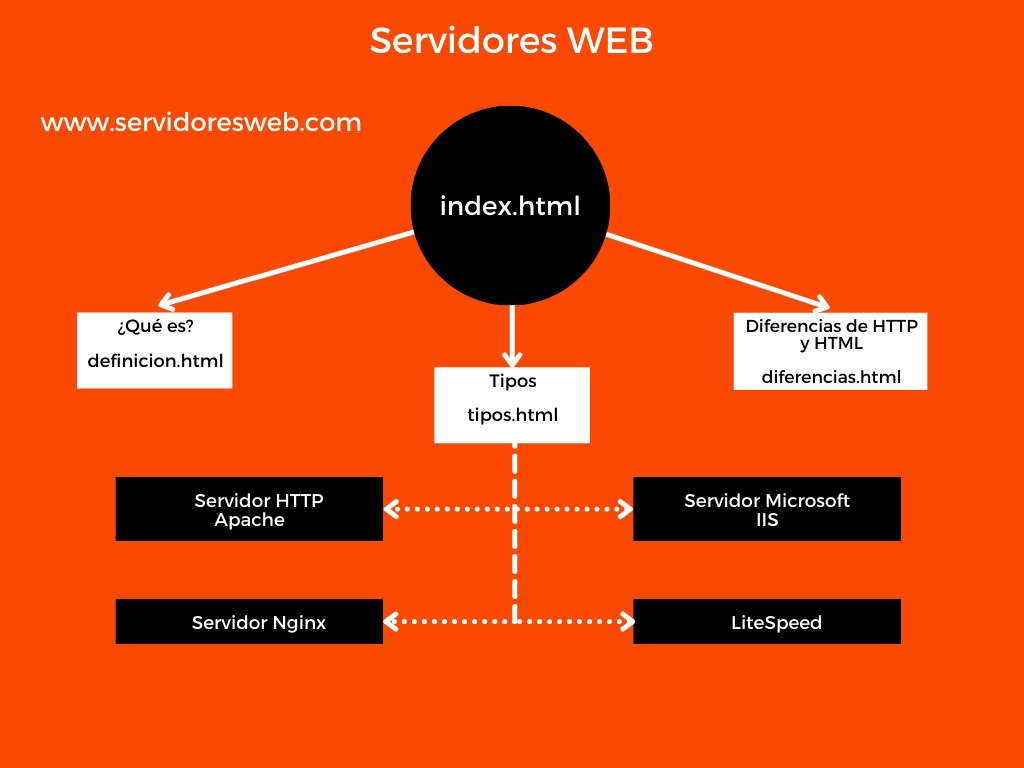 Servidores WEB
www.servidoresweb.com
index.html
¿Qué es?
definicion.html
Tipos
tipos.html
Diferencias de HTTP
y HTML
diferencias.html
Servidor HTTP
Apache
Servidor Microsoft
IIS
Servidor Nginx
LiteSpeed